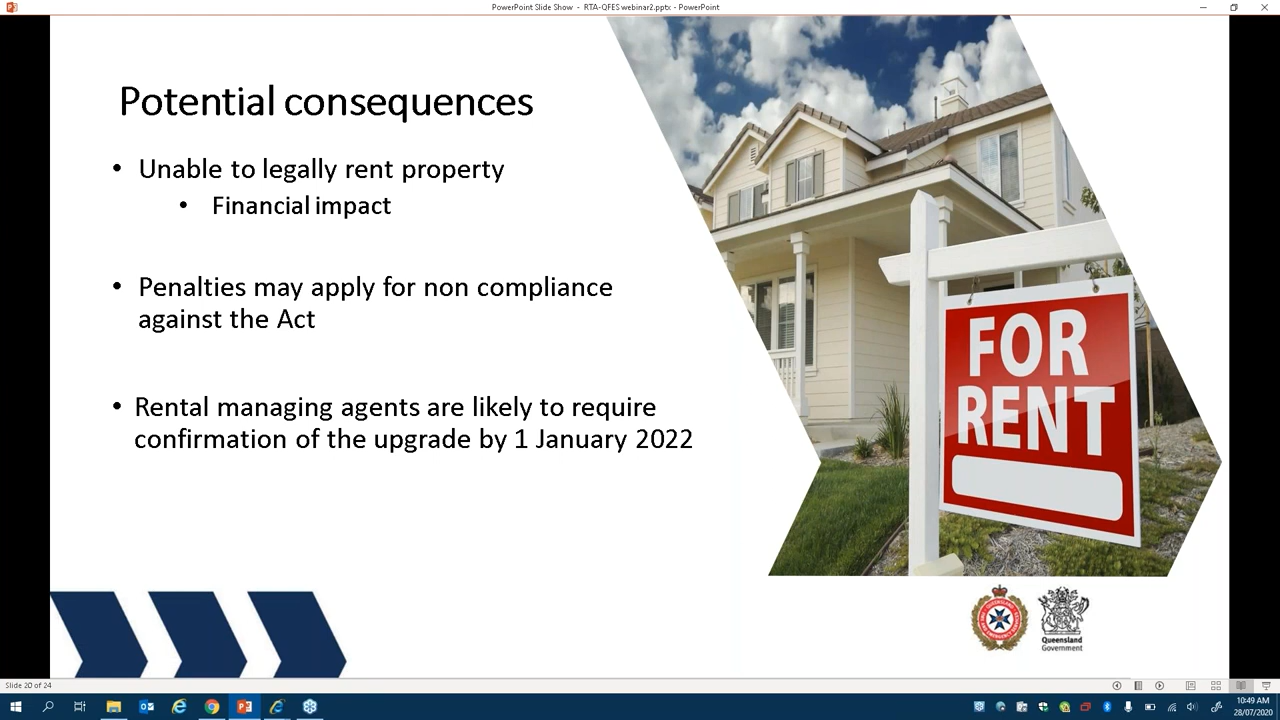 PowerPoint Slide Show - RTA-QFES webinar2.pptx - PowerPoint
Potential consequences
• Unable to legally rent property
• Financial impact
• Penalties may apply for non compliance
against the Act
• Rental managing agents are likely to require
confirmation of the upgrade by 1 January 2022
FOR
RENT
Queensland
Government
Slide 20 of 24
10:49 AM
28/07/2020